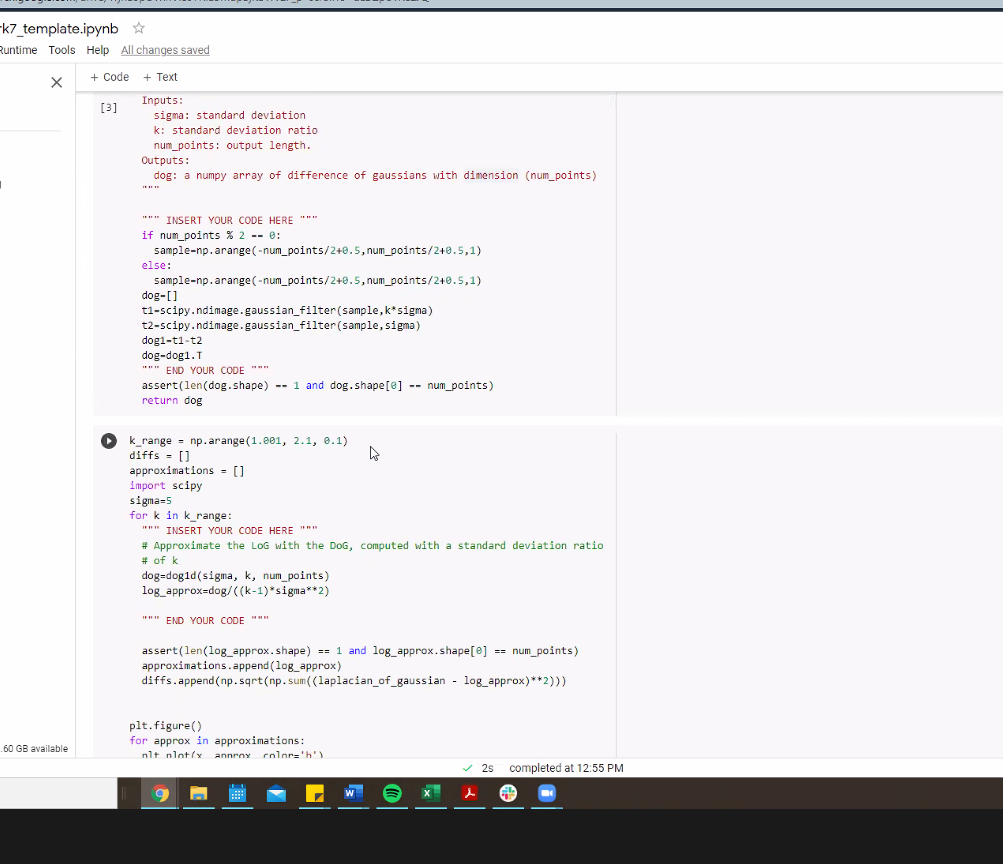 rk7_template.ipynb
Runtime Tools Help All changes saved
+ Code + Text
[3]
Inputs:
sigma: standard deviation
k: standard deviation ratio
num_points: output length.
Outputs:
dog: a numpy array of difference of gaussians with dimension (num_points)
"""
""" INSERT YOUR CODE HERE """
if num_points % 2 == 0:
sample=np.arange(-num_points/2+0.5,num_points/2+0.5,1)
else:
sample=np.arange(-num_points/2+0.5,num_points/2+0.5,1)
dog=[]
t1=scipy.ndimage.gaussian_filter(sample,k*sigma)
t2=scipy.ndimage.gaussian_filter(sample,sigma)
dog1=t1-t2
dog=dog1.T
""" END YOUR CODE """
assert(len(dog.shape) == 1 and dog.shape[0] == num_points)
return dog
k_range = np.arange(1.001, 2.1, 0.1)
diffs = []
approximations = []
import scipy
sigma=5
for k in k_range:
""" INSERT YOUR CODE HERE """
# Approximate the LoG with the DoG, computed with a standard deviation ratio
# of k
dog=dog1d(sigma, k, num_points)
log_approx=dog/((k-1)*sigma**2)
""" END YOUR CODE """
assert(len(log_approx.shape) == 1 and log_approx.shape[0] == num_points)
approximations.append(log_approx)
diffs.append(np.sqrt(np.sum((laplacian_of_gaussian - log_approx)**2)))
plt.figure()
for approx in approximations:
plt.plot(x, approx, color='b')
.60 GB available
2s completed at 12:55 PM